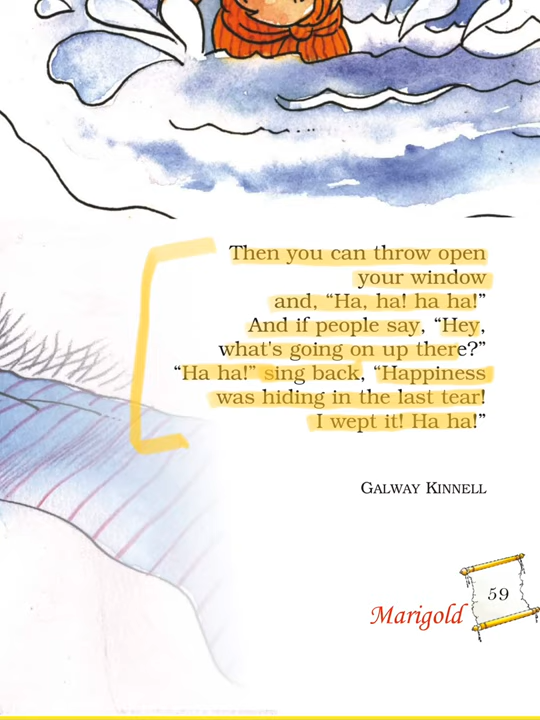 Then you can throw open
your window
and, “Ha, ha! ha ha!”
And if people say, “Hey,
what's going on up there?”
“Ha ha!” sing back, “Happiness
was hiding in the last tear!
I wept it! Ha ha!”
GALWAY KINNELL
59
Marigold